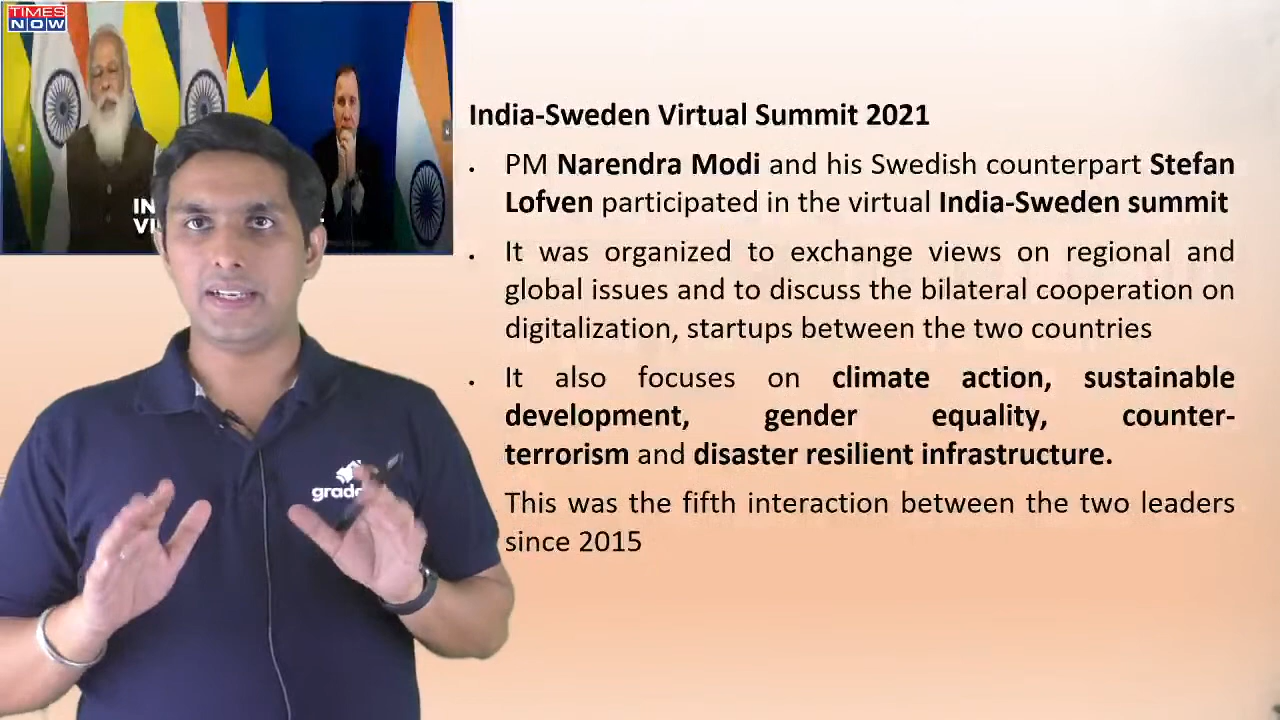 TIMES
NOW
IN
VI
India-Sweden Virtual Summit 2021
• PM Narendra Modi and his Swedish counterpart Stefan
Lofven participated in the virtual India-Sweden summit
• It was organized to exchange views on regional and
global issues and to discuss the bilateral cooperation on
digitalization, startups between the two countries
• It also focuses on climate action, sustainable
development, gender equality, counter-
terrorism and disaster resilient infrastructure.
This was the fifth interaction between the two leaders
since 2015